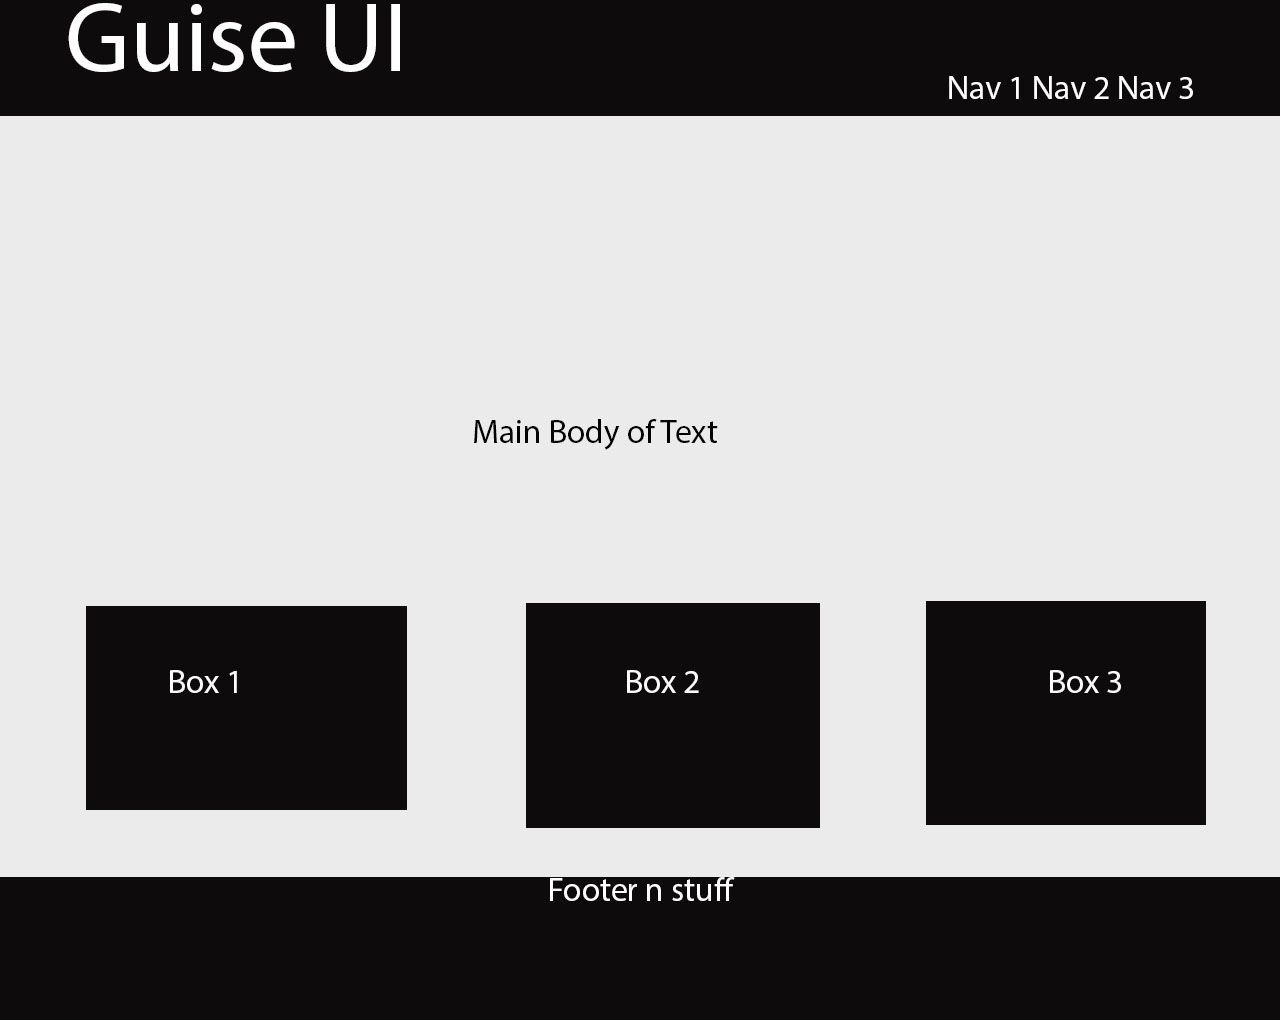 Guise UI
Nav 1 Nav 2 Nav 3
Main Body of Text
Box 1
Box 2
Box 3
Footer n stuff